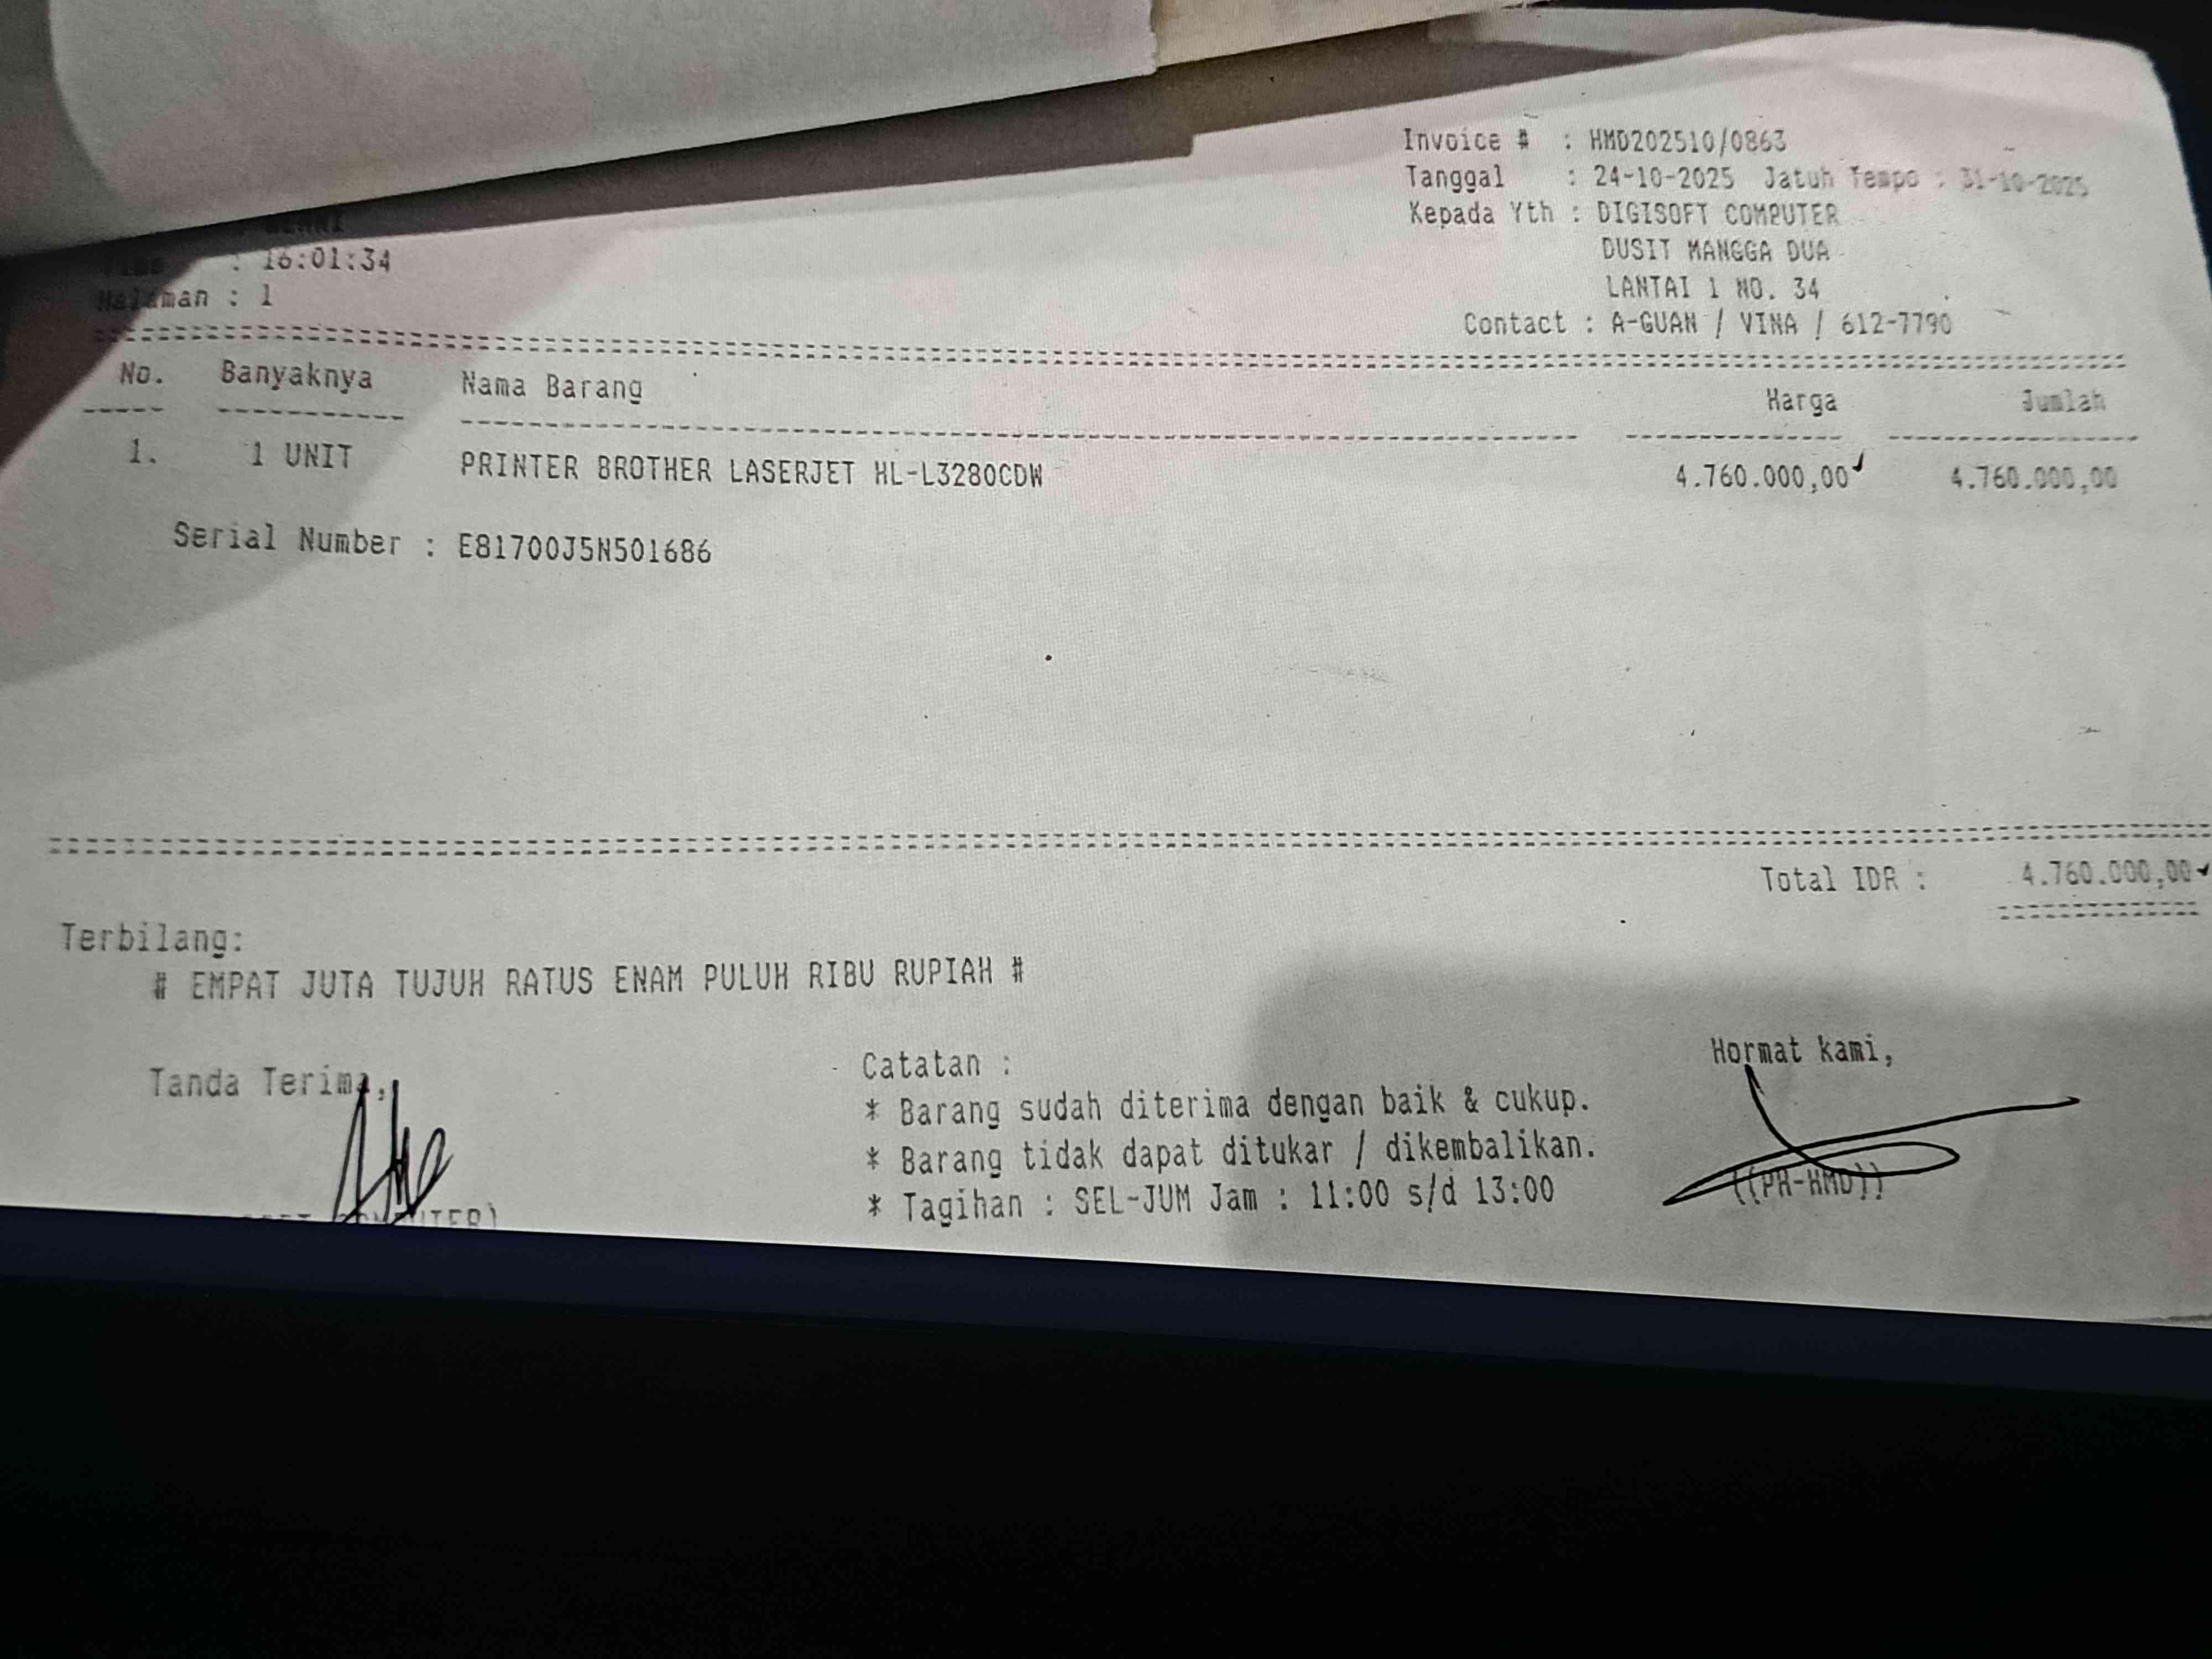 Invoice # : HMD202510/0863
Tanggal : 24-10-2025 Jatuh Tempo : 31-10-2025
Kepada Yth : DIGISOFT COMPUTER
DUSIT MANGGA DUA
LANTAI 1 NO. 34
Contact : A-GUAN / VINA / 612-7790
Time : 16:01:34
Halaman : 1
No. Banyaknya Nama Barang Harga Jumlah
1. 1 UNIT PRINTER BROTHER LASERJET HL-L3280CDW 4.760.000,00 4.760.000,00
Serial Number : E81700J5N501686
Total IDR : 4.760.000,00
Terbilang:
# EMPAT JUTA TUJUH RATUS ENAM PULUH RIBU RUPIAH #
Tanda Terima,
Catatan :
* Barang sudah diterima dengan baik & cukup.
* Barang tidak dapat ditukar / dikembalikan.
* Tagihan : SEL-JUM Jam : 11:00 s/d 13:00
Hormat kami,
((PH-HMD))